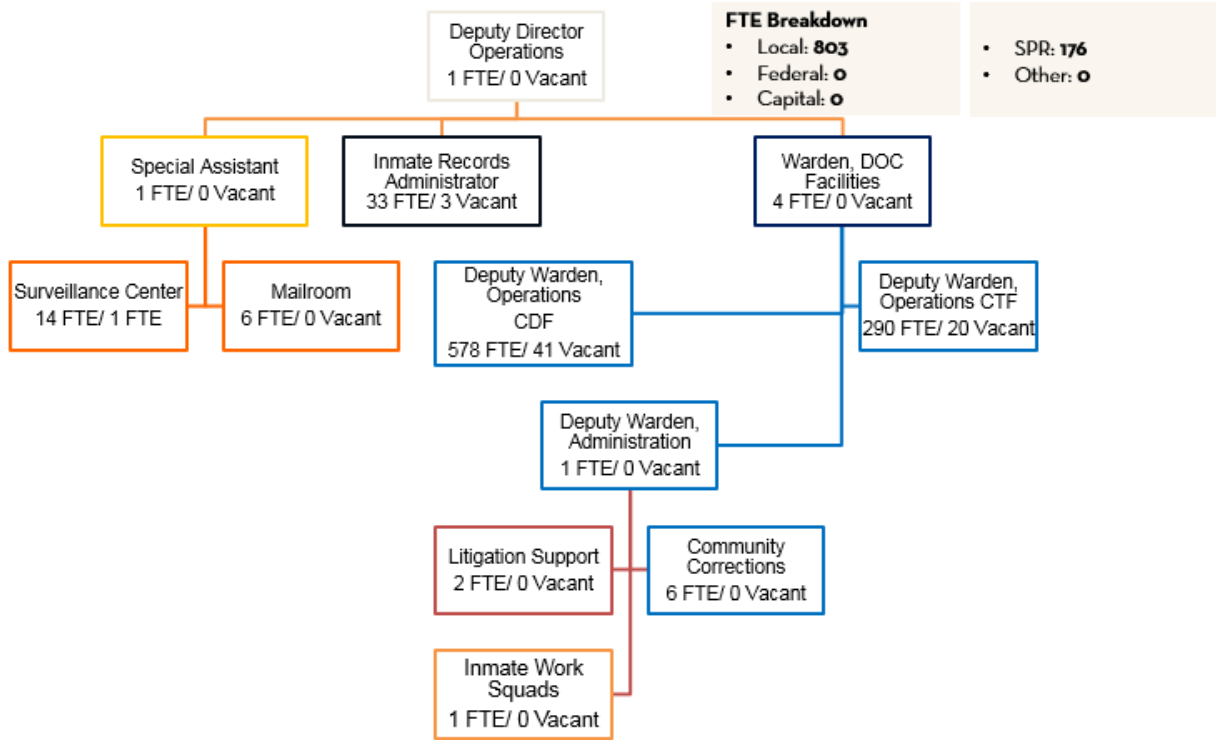 Deputy Director
Operations
1 FTE/ 0 Vacant
FTE Breakdown
• Local: 803
• Federal: 0
• Capital: 0
• SPR: 176
• Other: 0
Special Assistant
1 FTE/ 0 Vacant
Inmate Records
Administrator
33 FTE/ 3 Vacant
Warden, DOC
Facilities
4 FTE/ 0 Vacant
Surveillance Center
14 FTE/ 1 FTE
Mailroom
6 FTE/ 0 Vacant
Deputy Warden,
Operations
CDF
578 FTE/ 41 Vacant
Deputy Warden,
Operations CTF
290 FTE/ 20 Vacant
Deputy Warden,
Administration
1 FTE/ 0 Vacant
Litigation Support
2 FTE/ 0 Vacant
Community
Corrections
6 FTE/ 0 Vacant
Inmate Work
Squads
1 FTE/ 0 Vacant